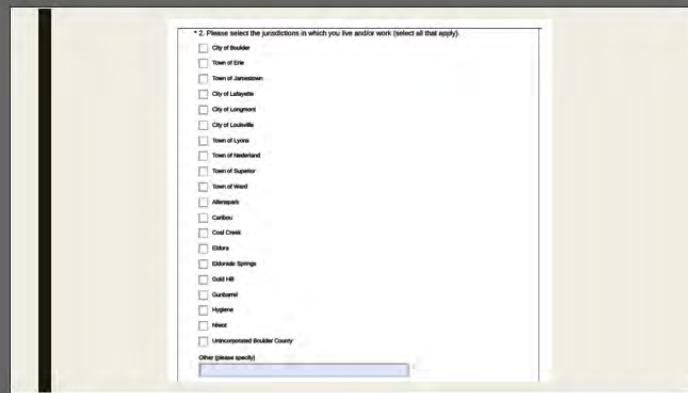 * 2. Please select the jurisdictions in which you live and/or work (select all that apply).
City of Boulder
Town of Erie
Town of Jamestown
City of Lafayette
City of Longmont
City of Louisville
Town of Lyons
Town of Nederland
Town of Superior
Town of Ward
Allenspark
Caribou
Coal Creek
Eldora
Eldorado Springs
Gold Hill
Gunbarrel
Hygiene
Niwot
Unincorporated Boulder County
Other (please specify)